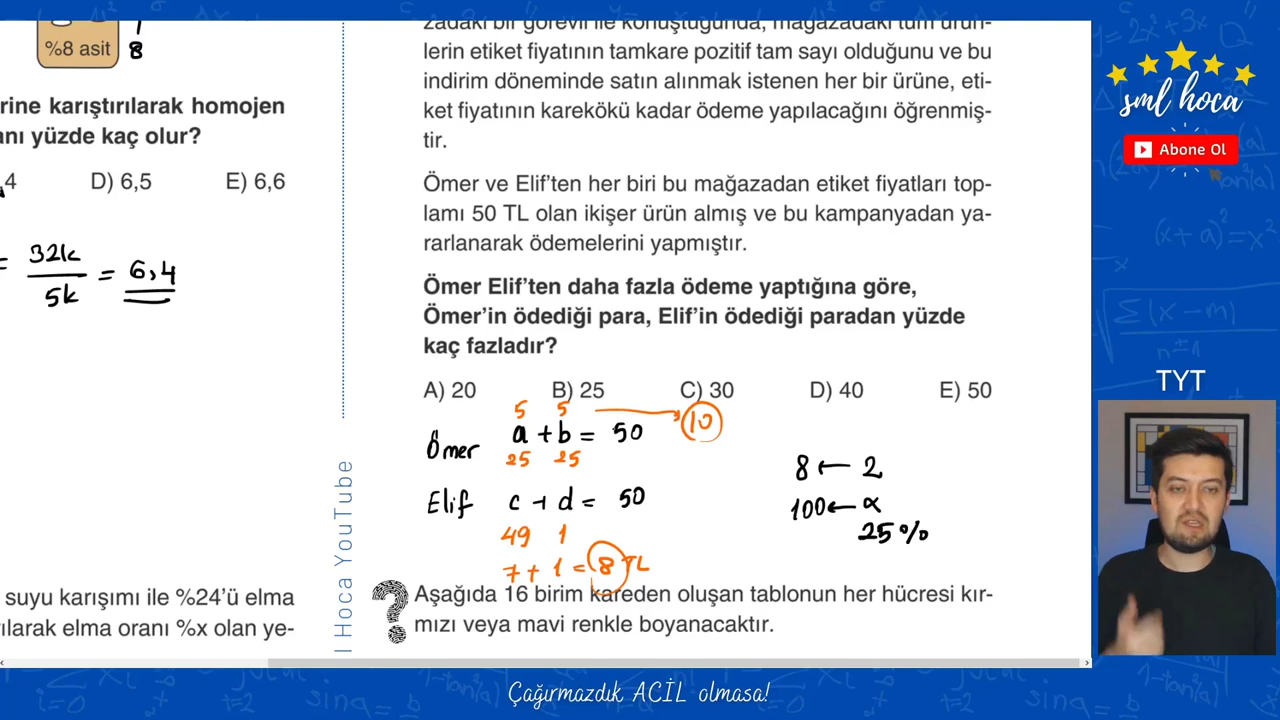 %8 asit
8
rine karıştırılarak homojen
anı yüzde kaç olur?
,4 D) 6,5 E) 6,6
= 32k / 5k = 6,4
suyu karışımı ile %24'ü elma
rılarak elma oranı %x olan ye-
l Hoca YouTube
zadaki bir görevli ile konuştuğunda, mağazadaki tüm ürün-
lerin etiket fiyatının tamkare pozitif tam sayı olduğunu ve bu
indirim döneminde satın alınmak istenen her bir ürüne, eti-
ket fiyatının karekökü kadar ödeme yapılacağını öğrenmiş-
tir.
Ömer ve Elif'ten her biri bu mağazadan etiket fiyatları top-
lamı 50 TL olan ikişer ürün almış ve bu kampanyadan ya-
rarlanarak ödemelerini yapmıştır.
Ömer Elif'ten daha fazla ödeme yaptığına göre,
Ömer'in ödediği para, Elif'in ödediği paradan yüzde
kaç fazladır?
A) 20 B) 25 C) 30 D) 40 E) 50
5 5
Ömer a + b = 50 → 10
25 25
Elif c + d = 50
49 1
7 + 1 = 8 TL
8 ← 2
100 ← α
25%
? Aşağıda 16 birim kareden oluşan tablonun her hücresi kır-
mızı veya mavi renkle boyanacaktır.
sml hoca
Abone Ol
TYT
Çağırmazdık ACİL olmasa!